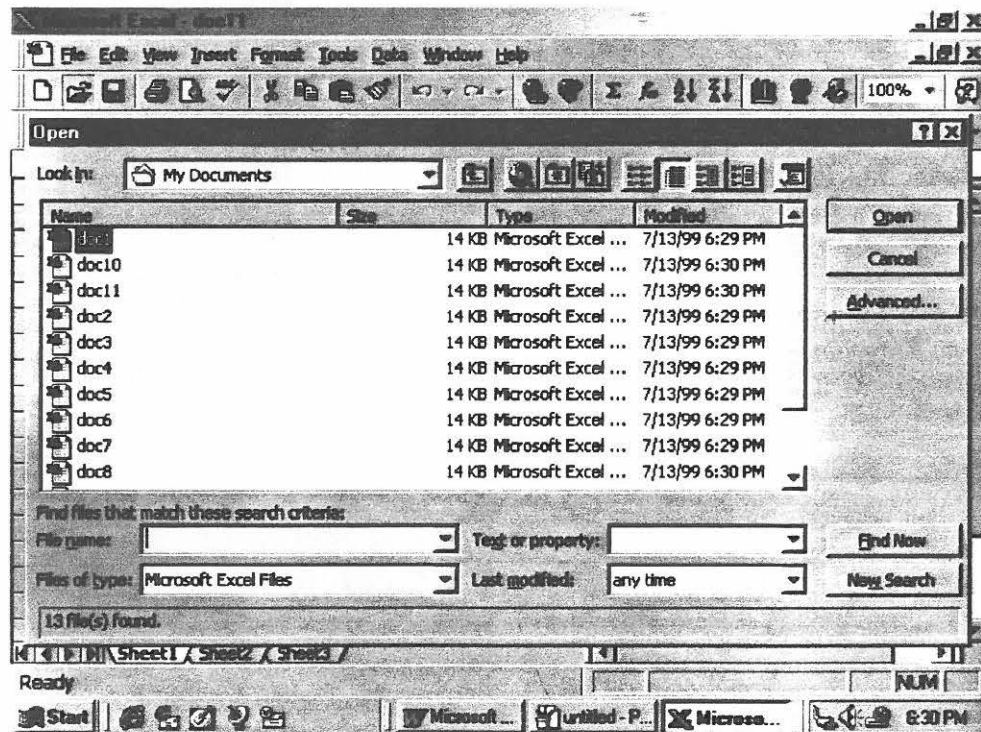 Microsoft Excel - doc11
File Edit View Insert Format Tools Data Window Help
100%
Open
Look in: My Documents
Name Size Type Modified
doc1 14 KB Microsoft Excel ... 7/13/99 6:29 PM
doc10 14 KB Microsoft Excel ... 7/13/99 6:30 PM
doc11 14 KB Microsoft Excel ... 7/13/99 6:30 PM
doc2 14 KB Microsoft Excel ... 7/13/99 6:29 PM
doc3 14 KB Microsoft Excel ... 7/13/99 6:29 PM
doc4 14 KB Microsoft Excel ... 7/13/99 6:29 PM
doc5 14 KB Microsoft Excel ... 7/13/99 6:29 PM
doc6 14 KB Microsoft Excel ... 7/13/99 6:29 PM
doc7 14 KB Microsoft Excel ... 7/13/99 6:29 PM
doc8 14 KB Microsoft Excel ... 7/13/99 6:30 PM
Open
Cancel
Advanced...
Find files that match these search criteria:
File name: Text or property: Find Now
Files of type: Microsoft Excel Files Last modified: any time New Search
13 file(s) found.
Sheet1 Sheet2 Sheet3
Ready NUM
Start Microsoft ... untitled - P... Microso... 6:30 PM